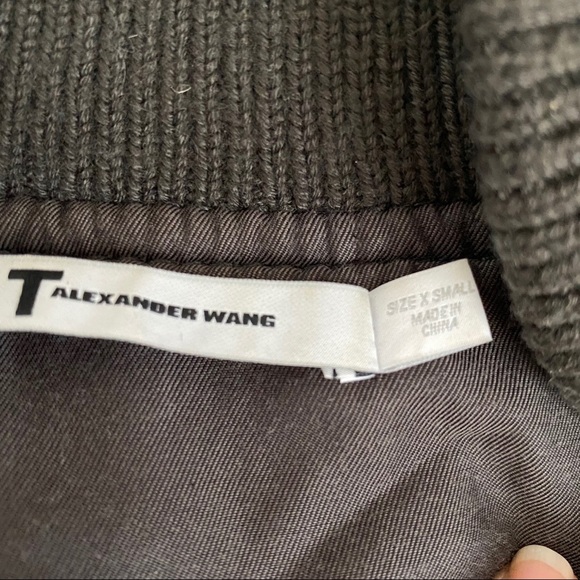 T ALEXANDER WANG
SIZE X SMALL
MADE IN
CHINA